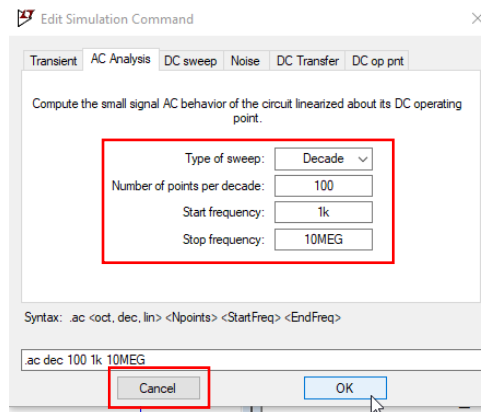 Edit Simulation Command
Transient AC Analysis DC sweep Noise DC Transfer DC op pnt
Compute the small signal AC behavior of the circuit linearized about its DC operating
point.
Type of sweep: Decade
Number of points per decade: 100
Start frequency: 1k
Stop frequency: 10MEG
Syntax: .ac <oct, dec, lin> <Npoints> <StartFreq> <EndFreq>
.ac dec 100 1k 10MEG
Cancel OK